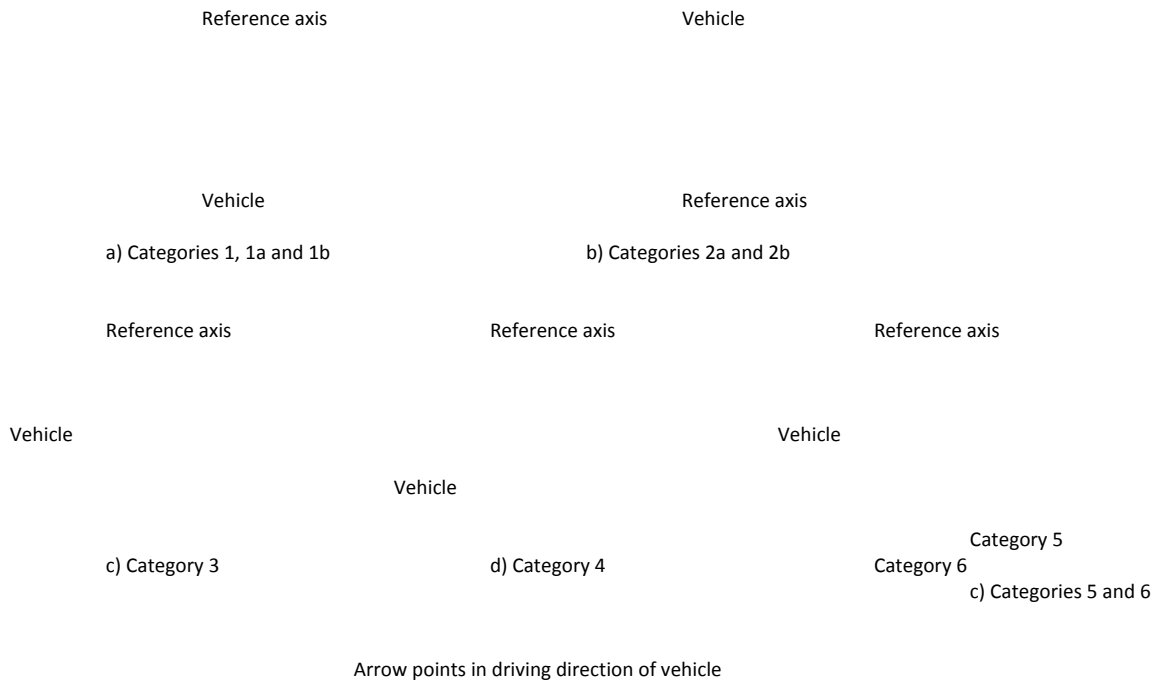 Reference axis Vehicle
Vehicle Reference axis
a) Categories 1, 1a and 1b b) Categories 2a and 2b
Reference axis Reference axis Reference axis
Vehicle Vehicle
Vehicle
Category 5
c) Category 3 d) Category 4 Category 6
c) Categories 5 and 6
Arrow points in driving direction of vehicle